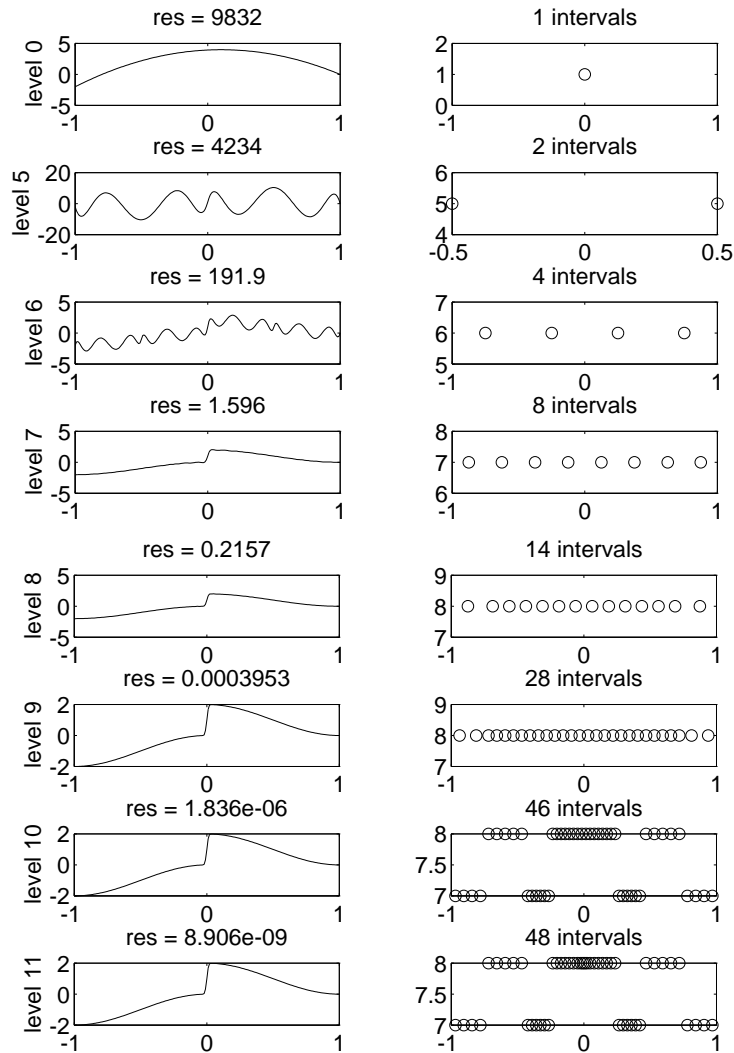 res = 9832
1 intervals
level 0
5
0
-5
-1 0 1
2
1
0
-1 0 1
res = 4234
2 intervals
level 5
20
0
-20
-1 0 1
6
5
4
-0.5 0 0.5
res = 191.9
4 intervals
level 6
5
0
-5
-1 0 1
7
6
5
-1 0 1
res = 1.596
8 intervals
level 7
5
0
-5
-1 0 1
8
7
6
-1 0 1
res = 0.2157
14 intervals
level 8
5
0
-5
-1 0 1
9
8
7
-1 0 1
res = 0.0003953
28 intervals
level 9
2
0
-2
-1 0 1
9
8
7
-1 0 1
res = 1.836e-06
46 intervals
level 10
2
0
-2
-1 0 1
8
7.5
7
-1 0 1
res = 8.906e-09
48 intervals
level 11
2
0
-2
-1 0 1
8
7.5
7
-1 0 1